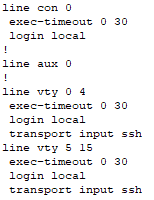 line con 0
 exec-timeout 0 30
 login local
!
line aux 0
!
line vty 0 4
 exec-timeout 0 30
 login local
 transport input ssh
line vty 5 15
 exec-timeout 0 30
 login local
 transport input ssh